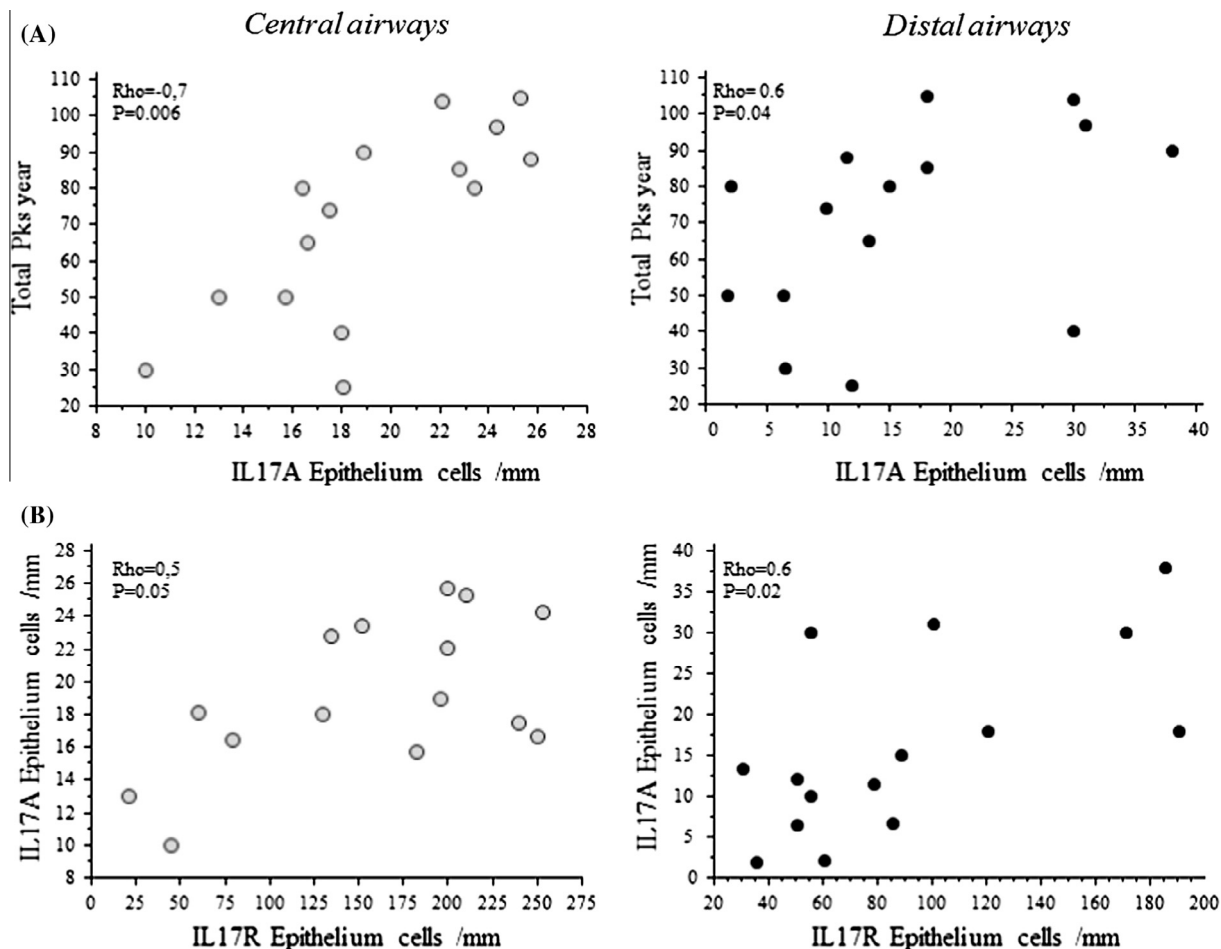 Central airways
Distal airways
(A)
Rho=-0,7
P=0.006
Total Pks year
110
100
90
80
70
60
50
40
30
20
8 10 12 14 16 18 20 22 24 26 28
IL17A Epithelium cells /mm
Rho= 0.6
P=0.04
Total Pks year
110
100
90
80
70
60
50
40
30
20
0 5 10 15 20 25 30 35 40
IL17A Epithelium cells /mm
(B)
Rho=0,5
P=0.05
IL17A Epithelium cells /mm
28
26
24
22
20
18
16
14
12
10
8
0 25 50 75 100 125 150 175 200 225 250 275
IL17R Epithelium cells /mm
Rho=0.6
P=0.02
IL17A Epithelium cells /mm
40
35
30
25
20
15
10
5
0
20 40 60 80 100 120 140 160 180 200
IL17R Epithelium cells /mm